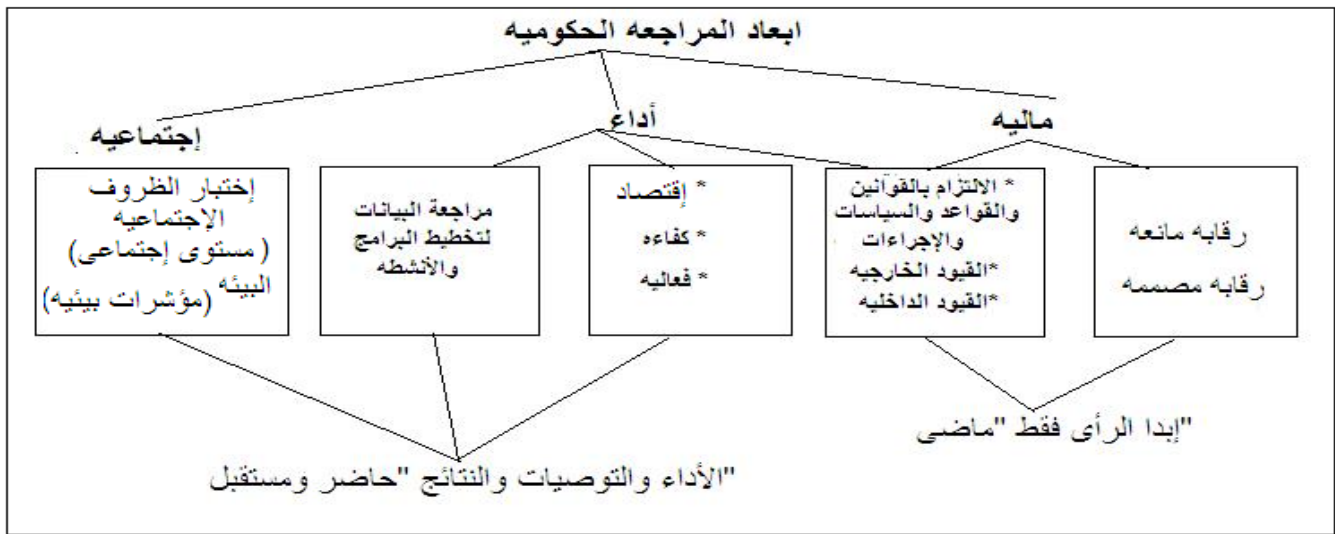 ابعاد المراجعه الحكوميه
ماليه
أداء
إجتماعيه
رقابه مانعه
رقابه مصممه
* الالتزام بالقوانين
والقواعد والسياسات
والإجراءات
*القيود الخارجيه
*القيود الداخليه
* إقتصاد
* كفاءه
* فعاليه
مراجعة البيانات
لتخطيط البرامج
والأنشطه
إختبار الظروف
الإجتماعيه
( مستوى إجتماعى)
البيئه
(مؤشرات بيئيه)
"إبدا الرأى فقط "ماضى
"الأداء والتوصيات والنتائج "حاضر ومستقبل